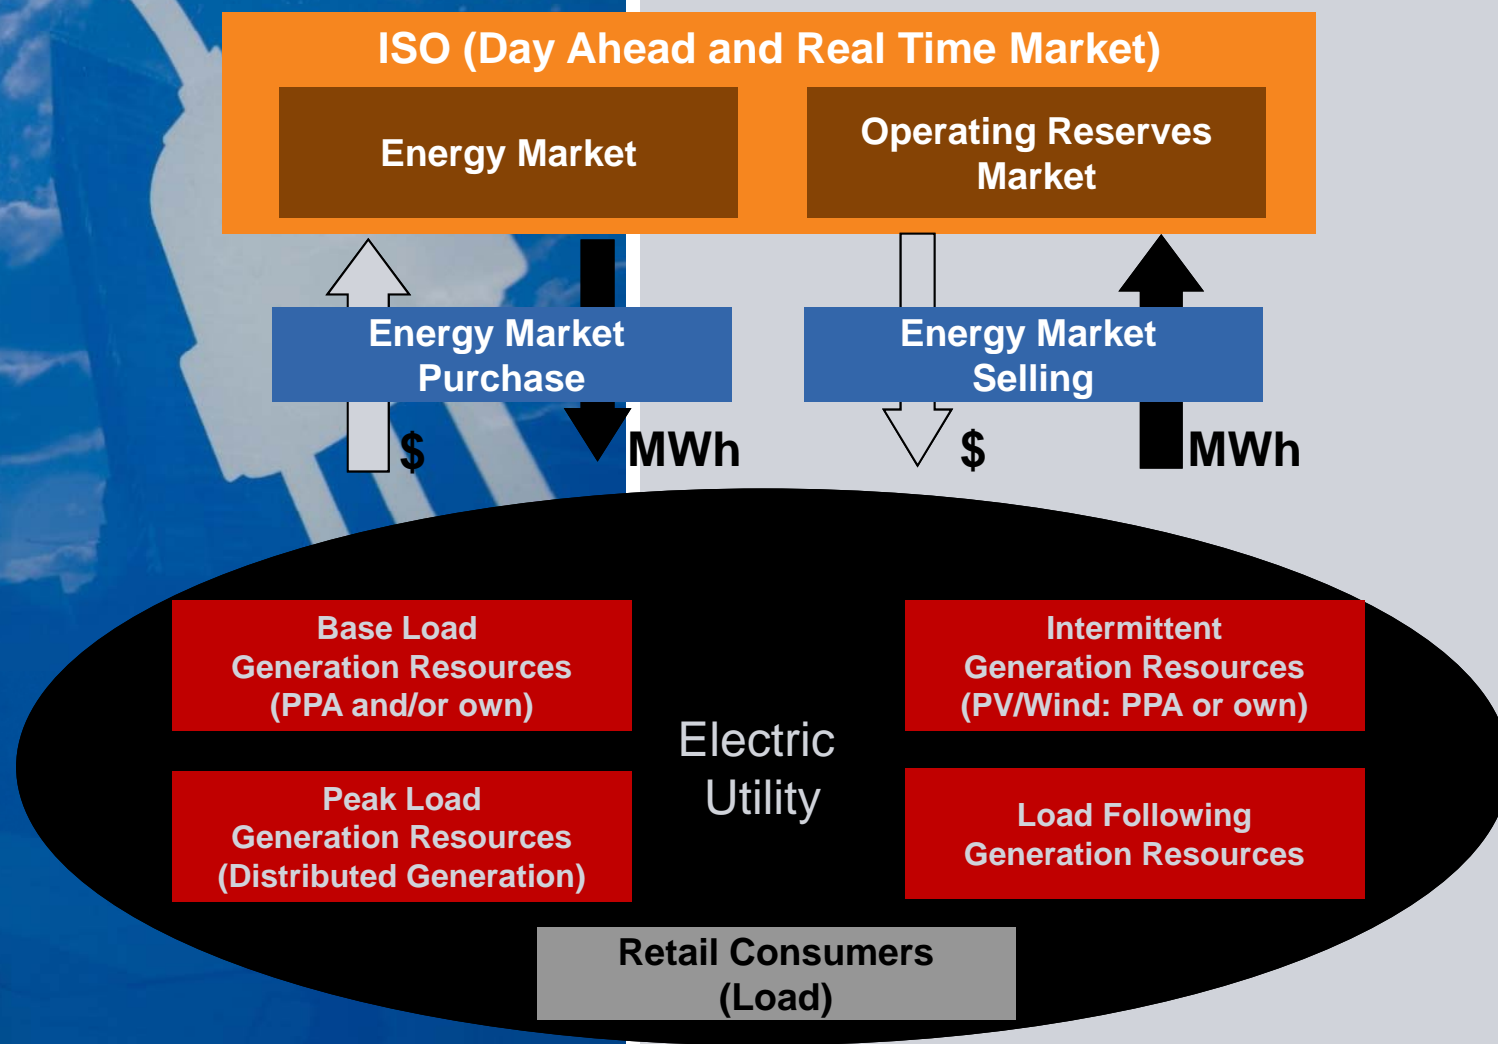 ISO (Day Ahead and Real Time Market)
Energy Market
Operating Reserves
Market
Energy Market
Purchase
Energy Market
Selling
$
MWh
$
MWh
Base Load
Generation Resources
(PPA and/or own)
Intermittent
Generation Resources
(PV/Wind: PPA or own)
Electric
Utility
Peak Load
Generation Resources
(Distributed Generation)
Load Following
Generation Resources
Retail Consumers
(Load)